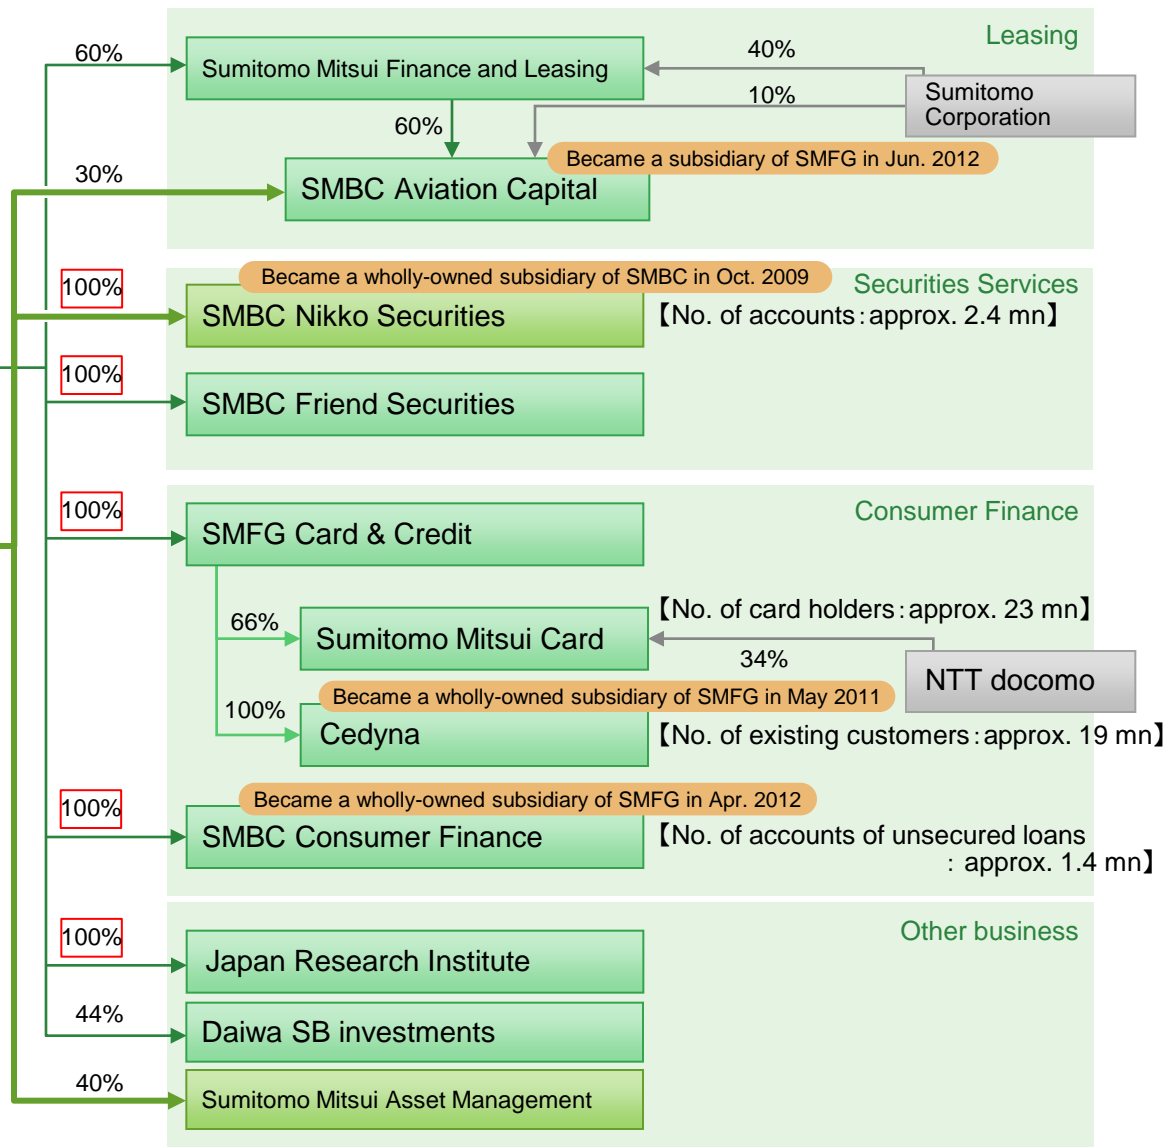 Leasing
60%
Sumitomo Mitsui Finance and Leasing
40%
10%
Sumitomo
Corporation
60%
Became a subsidiary of SMFG in Jun. 2012
30%
SMBC Aviation Capital
Became a wholly-owned subsidiary of SMBC in Oct. 2009
Securities Services
100%
SMBC Nikko Securities
【No. of accounts：approx. 2.4 mn】
100%
SMBC Friend Securities
Consumer Finance
100%
SMFG Card & Credit
【No. of card holders：approx. 23 mn】
66%
Sumitomo Mitsui Card
34%
NTT docomo
Became a wholly-owned subsidiary of SMFG in May 2011
100%
Cedyna
【No. of existing customers：approx. 19 mn】
Became a wholly-owned subsidiary of SMFG in Apr. 2012
100%
SMBC Consumer Finance
【No. of accounts of unsecured loans
：approx. 1.4 mn】
Other business
100%
Japan Research Institute
44%
Daiwa SB investments
40%
Sumitomo Mitsui Asset Management